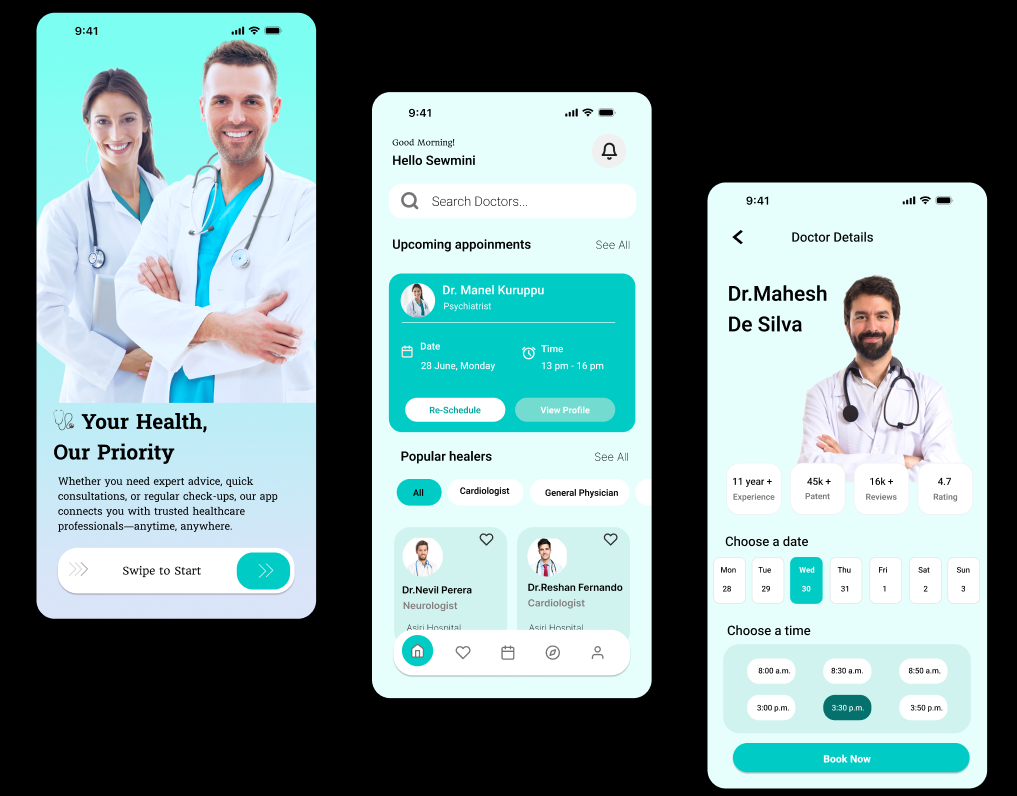 9:41
Your Health,
Our Priority
Whether you need expert advice, quick
consultations, or regular check-ups, our app
connects you with trusted healthcare
professionals—anytime, anywhere.
Swipe to Start
9:41
Good Morning!
Hello Sewmini
Search Doctors...
Upcoming appoinments See All
Dr. Manel Kuruppu
Psychiatrist
Date Time
28 June, Monday 13 pm - 16 pm
Re-Schedule View Profile
Popular healers See All
All Cardiologist General Physician
Dr.Nevil Perera Dr.Reshan Fernando
Neurologist Cardiologist
Asiri Hospital Asiri Hospital
9:41
Doctor Details
Dr.Mahesh
De Silva
11 year + 45k + 16k + 4.7
Experience Patent Reviews Rating
Choose a date
Mon Tue Wed Thu Fri Sat Sun
28 29 30 31 1 2 3
Choose a time
8:00 a.m. 8:30 a.m. 8:50 a.m.
3:00 p.m. 3:30 p.m. 3:50 p.m.
Book Now